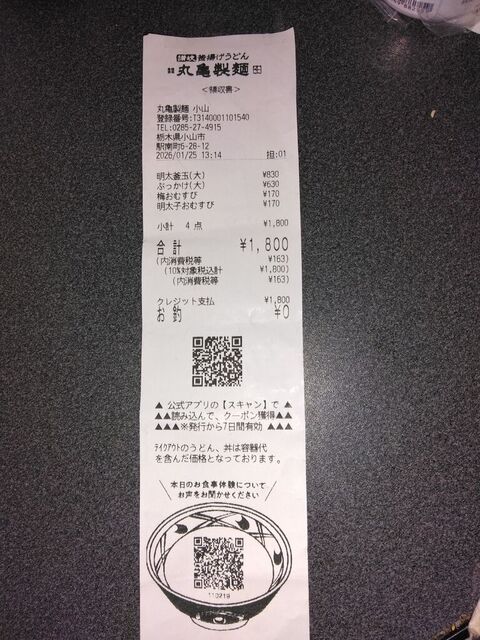 讃岐 釜揚げうどん
丸亀製麺
<領収書>
丸亀製麺 小山
登録番号:T3140001101540
TEL:0285-27-4915
栃木県小山市
駅南町6-28-12
2026/01/25 13:14 担:01
明太釜玉(大) ¥830
ぶっかけ(大) ¥630
梅おむすび ¥170
明太子おむすび ¥170
小計 4 点 ¥1,800
合計 ¥1,800
(内消費税等 ¥163)
(10%対象税込計 ¥1,800)
(内消費税等 ¥163)
クレジット支払 ¥1,800
お釣 ¥0
▲ 公式アプリの【スキャン】で ▲
▲▲読み込んで、クーポン獲得▲▲
▲▲▲※発行から7日間有効 ▲▲▲
テイクアウトのうどん、丼は容器代
を含んだ価格となっております。
本日のお食事体験について
お声をお聞かせください
110219